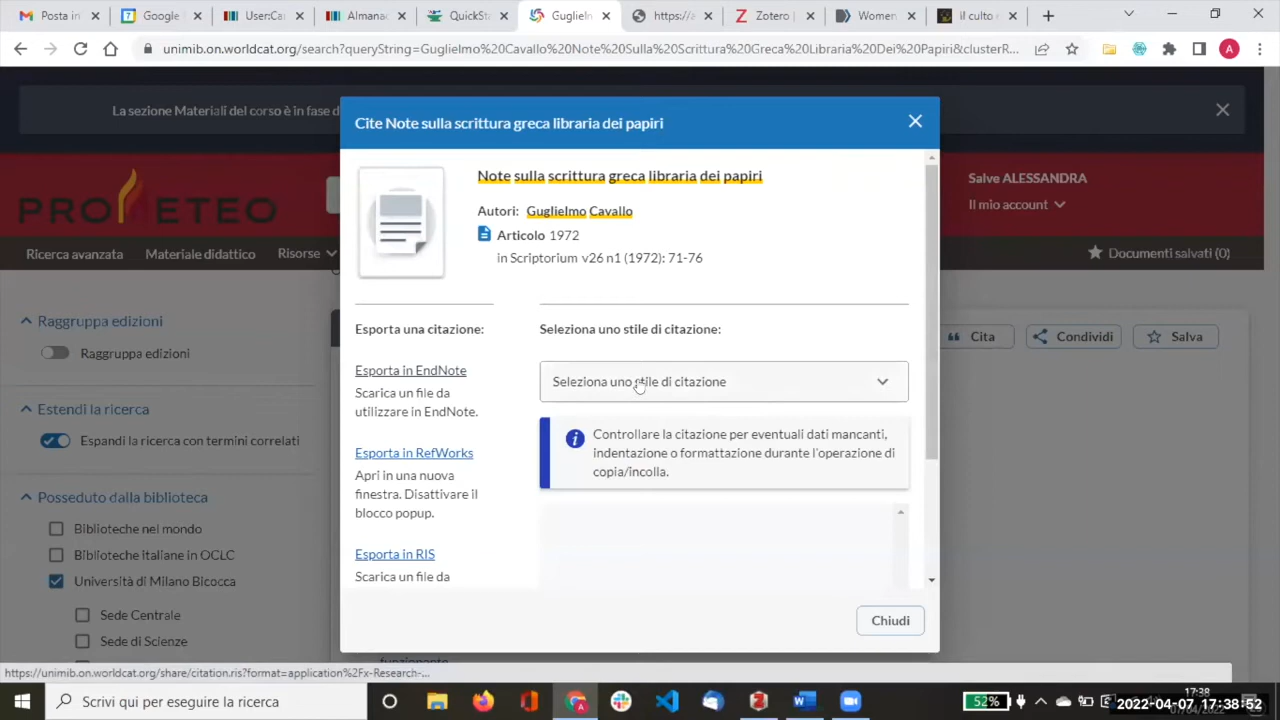 Posta in
Google
User:Ca
Almana
QuickSt
Guglieln
https://a
Zotero |
Women
il culto
unimib.on.worldcat.org/search?queryString=Guglielmo%20Cavallo%20Note%20Sulla%20Scrittura%20Greca%20Libraria%20Dei%20Papiri&clusterR...
A
La sezione Materiali del corso è in fase d
Cite Note sulla scrittura greca libraria dei papiri
PROMETEO
Salve ALESSANDRA
Il mio account
Ricerca avanzata
Materiale didattico
Risorse
Documenti salvati (0)
Note sulla scrittura greca libraria dei papiri
Autori: Guglielmo Cavallo
Articolo 1972
in Scriptorium v26 n1 (1972): 71-76
Raggruppa edizioni
Raggruppa edizioni
Estendi la ricerca
Espandi la ricerca con termini correlati
Posseduto dalla biblioteca
Biblioteche nel mondo
Biblioteche italiane in OCLC
Università di Milano Bicocca
Sede Centrale
Sede di Scienze
Esporta una citazione:
Esporta in EndNote
Scarica un file da
utilizzare in EndNote.
Esporta in RefWorks
Apri in una nuova
finestra. Disattivare il
blocco popup.
Esporta in RIS
Scarica un file da
Seleziona uno stile di citazione:
Seleziona uno stile di citazione
Controllare la citazione per eventuali dati mancanti,
indentazione o formattazione durante l'operazione di
copia/incolla.
Cita
Condividi
Salva
Chiudi
funzionante
https://unimib.on.worldcat.org/share/citation.ris?format=application%2Fx-Research-...
Scrivi qui per eseguire la ricerca
52%
17:38
2022-04-07, 17:38:52